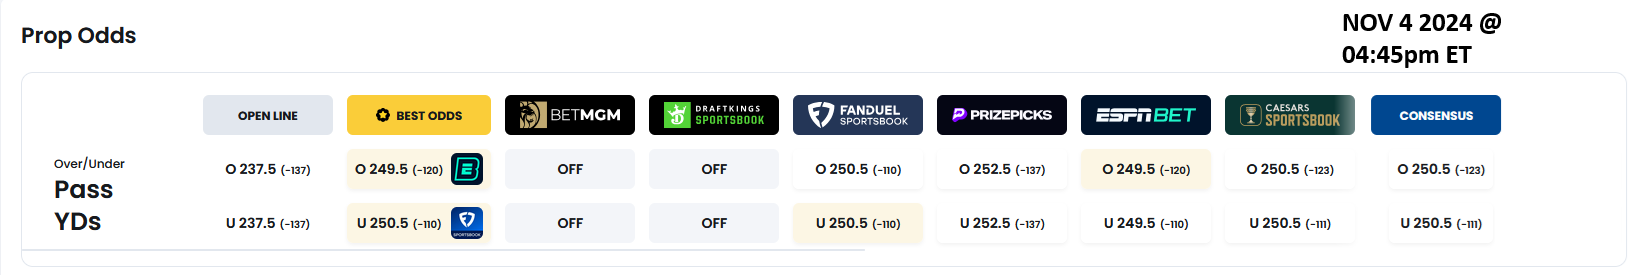 Prop Odds
NOV 4 2024 @
04:45pm ET
OPEN LINE
BEST ODDS
BETMGM
DRAFTKINGS
SPORTSBOOK
FANDUEL
SPORTSBOOK
PRIZEPICKS
ESPN BET
CAESARS
SPORTSBOOK
CONSENSUS
Over/Under
Pass
YDs
O 237.5 (-137) O 249.5 (-120) OFF OFF O 250.5 (-110) O 252.5 (-137) O 249.5 (-120) O 250.5 (-123) O 250.5 (-123)
U 237.5 (-137) U 250.5 (-110) SPORTSBOOK OFF OFF U 250.5 (-110) U 252.5 (-137) U 249.5 (-110) U 250.5 (-111) U 250.5 (-111)